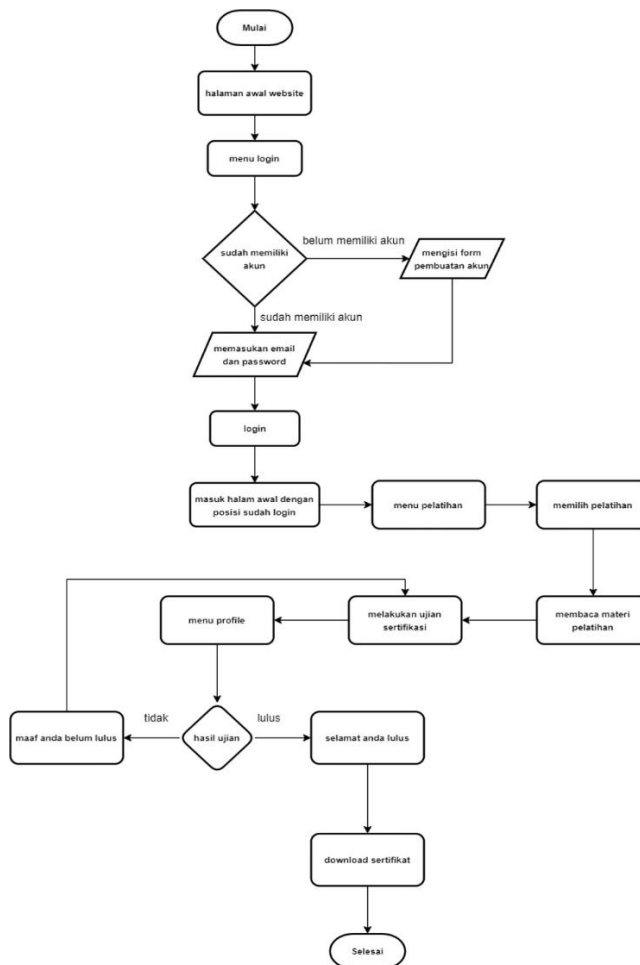 Mulai
halaman awal website
menu login
sudah memiliki
akun
belum memiliki akun
mengisi form
pembuatan akun
sudah memiliki akun
memasukan email
dan password
login
masuk halam awal dengan
posisi sudah login
menu pelatihan
memilih pelatihan
membaca materi
pelatihan
melakukan ujian
sertifikasi
menu profile
hasil ujian
tidak
lulus
maaf anda belum lulus
selamat anda lulus
download sertifikat
Selesai